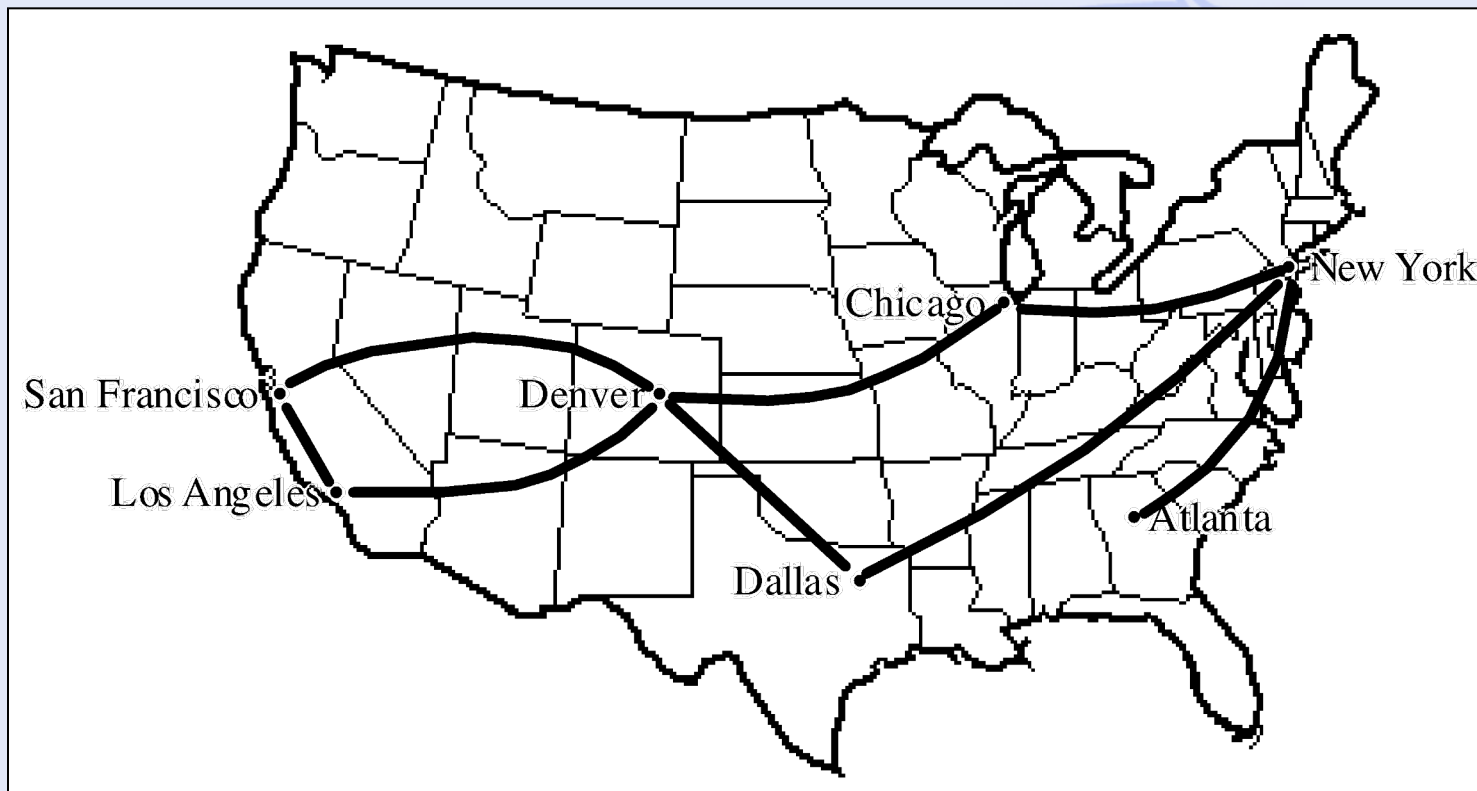 New York
Chicago
San Francisco
Denver
Los Angeles
Atlanta
Dallas